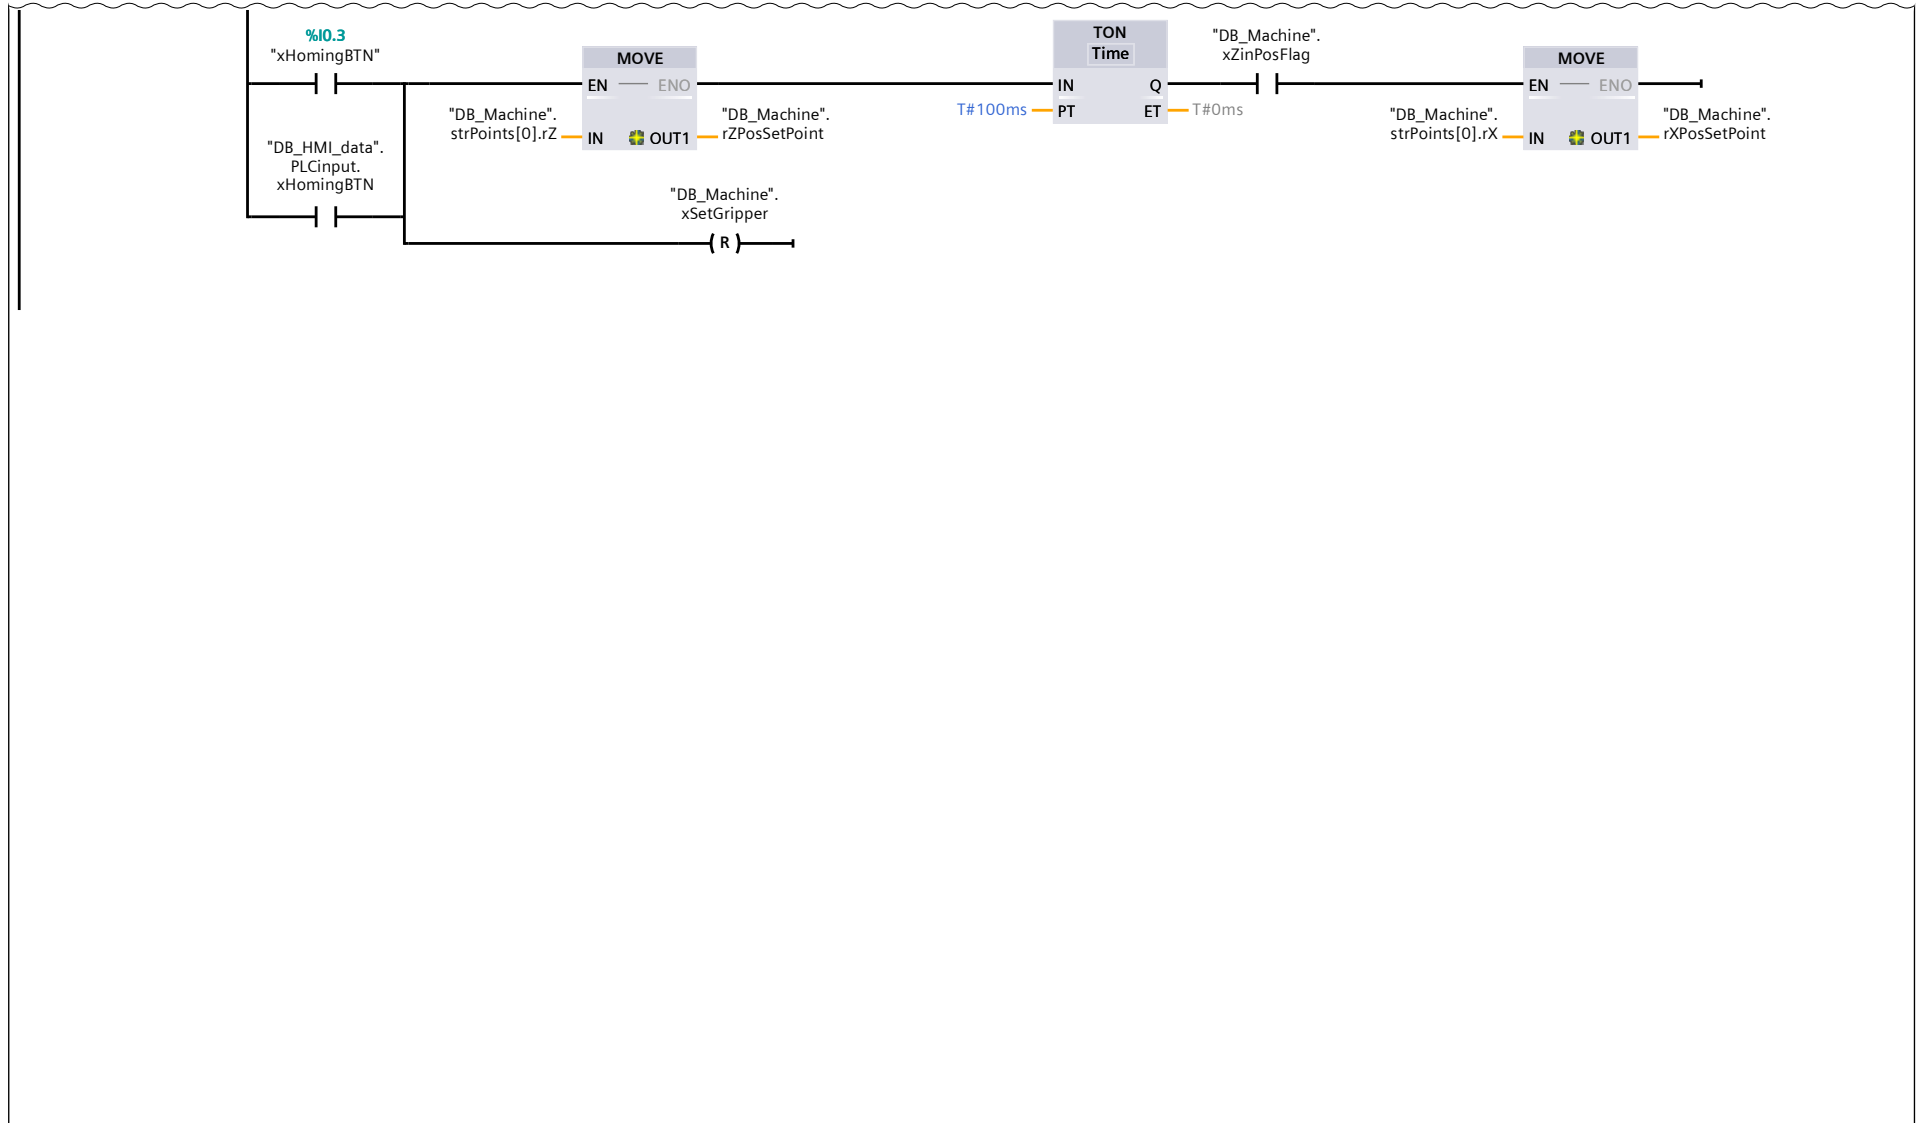 %I0.3
"xHomingBTN"
MOVE
EN ENO
"DB_Machine".
strPoints[0].rZ
IN OUT1
"DB_Machine".
rZPosSetPoint
TON
Time
IN Q
T#100ms PT ET T#0ms
"DB_Machine".
xZinPosFlag
MOVE
EN ENO
"DB_Machine".
strPoints[0].rX
IN OUT1
"DB_Machine".
rXPosSetPoint
"DB_HMI_data".
PLCinput.
xHomingBTN
"DB_Machine".
xSetGripper
R